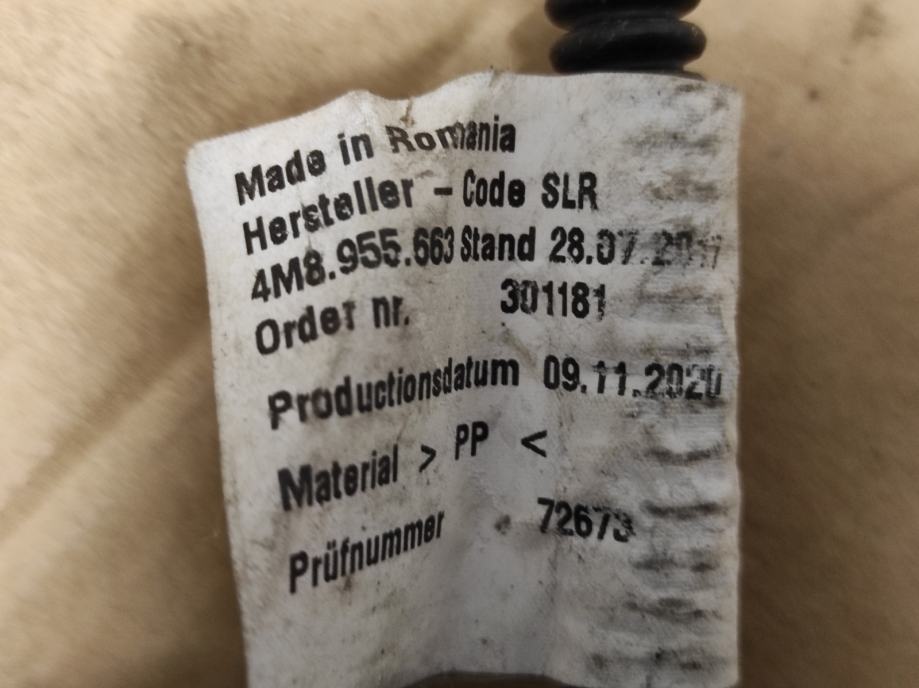 Made in Romania
Hersteller - Code SLR
4M8.955.663 Stand 28.07.2017
Order nr. 301181
Productionsdatum 09.11.2020
Material > PP <
Prüfnummer 72673